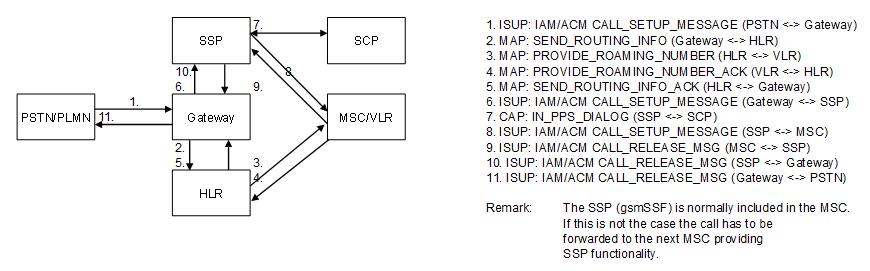 7.
SSP
SCP
10.
8
6.
9.
1.
PSTN/PLMN
11.
Gateway
MSC/VLR
2.
5.
3.
4.
HLR
1. ISUP: IAM/ACM CALL_SETUP_MESSAGE (PSTN <-> Gateway)
2. MAP: SEND_ROUTING_INFO (Gateway <-> HLR)
3. MAP: PROVIDE_ROAMING_NUMBER (HLR <-> VLR)
4. MAP: PROVIDE_ROAMING_NUMBER_ACK (VLR <-> HLR)
5. MAP: SEND_ROUTING_INFO_ACK (HLR <-> Gateway)
6. ISUP: IAM/ACM CALL_SETUP_MESSAGE (Gateway <-> SSP)
7. CAP: IN_PPS_DIALOG (SSP <-> SCP)
8. ISUP: IAM/ACM CALL_SETUP_MESSAGE (SSP <-> MSC)
9. ISUP: IAM/ACM CALL_RELEASE_MSG (MSC <-> SSP)
10. ISUP: IAM/ACM CALL_RELEASE_MSG (SSP <-> Gateway)
11. ISUP: IAM/ACM CALL_RELEASE_MSG (Gateway <-> PSTN)
Remark: The SSP (gsmSSF) is normally included in the MSC.
If this is not the case the call has to be
forwarded to the next MSC providing
SSP functionality.